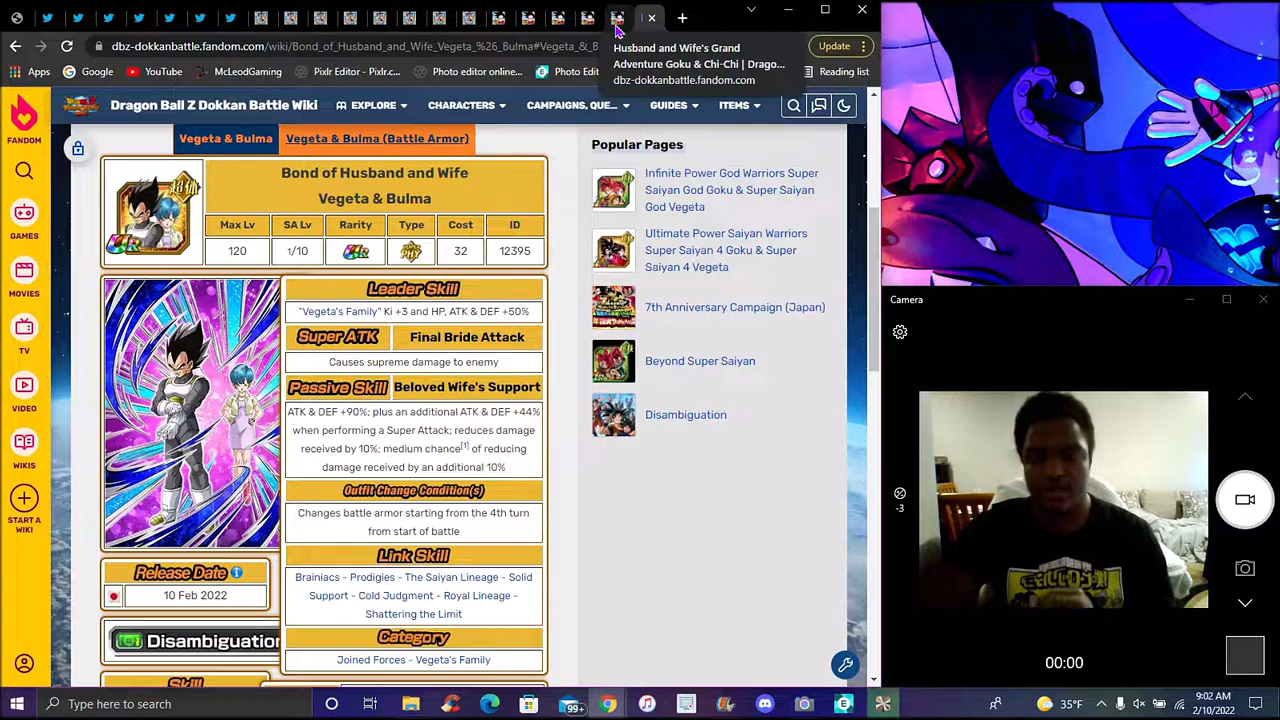 Update
dbz-dokkanbattle.fandom.com/wiki/Bond_of_Husband_and_Wife_Vegeta_%26_Bulma#Vegeta_&_B
Husband and Wife's Grand
Adventure Goku & Chi-Chi | Drago...
dbz-dokkanbattle.fandom.com
Apps
Google
YouTube
McLeodGaming
Pixlr Editor - Pixlr.c...
Photo editor online...
Photo Edit
Reading list
FANDOM
Dragon Ball Z Dokkan Battle Wiki
EXPLORE
CHARACTERS
CAMPAIGNS, QUE...
GUIDES
ITEMS
GAMES
MOVIES
TV
VIDEO
WIKIS
START A
WIKI
Vegeta & Bulma
Vegeta & Bulma (Battle Armor)
Bond of Husband and Wife
Vegeta & Bulma
Max Lv
SA Lv
Rarity
Type
Cost
ID
120
1/10
UR
PHY
32
12395
Leader Skill
"Vegeta's Family" Ki +3 and HP, ATK & DEF +50%
Super ATK
Final Bride Attack
Causes supreme damage to enemy
Passive Skill
Beloved Wife's Support
ATK & DEF +90%; plus an additional ATK & DEF +44%
when performing a Super Attack; reduces damage
received by 10%; medium chance[1] of reducing
damage received by an additional 10%
Outfit Change Condition(s)
Changes battle armor starting from the 4th turn
from start of battle
Link Skill
Brainiacs - Prodigies - The Saiyan Lineage - Solid
Support - Cold Judgment - Royal Lineage -
Shattering the Limit
Category
Joined Forces - Vegeta's Family
Release Date
10 Feb 2022
Disambiguation
Skill
Popular Pages
Infinite Power God Warriors Super
Saiyan God Goku & Super Saiyan
God Vegeta
Ultimate Power Saiyan Warriors
Super Saiyan 4 Goku & Super
Saiyan 4 Vegeta
7th Anniversary Campaign (Japan)
Beyond Super Saiyan
Disambiguation
Camera
-3
00:00
Type here to search
99+
35°F
9:02 AM
2/10/2022